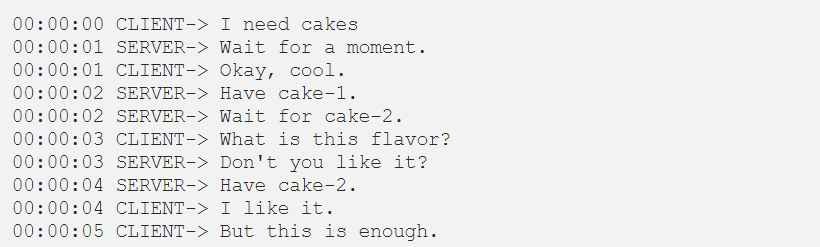 00:00:00 CLIENT-> I need cakes
00:00:01 SERVER-> Wait for a moment.
00:00:01 CLIENT-> Okay, cool.
00:00:02 SERVER-> Have cake-1.
00:00:02 SERVER-> Wait for cake-2.
00:00:03 CLIENT-> What is this flavor?
00:00:03 SERVER-> Don't you like it?
00:00:04 SERVER-> Have cake-2.
00:00:04 CLIENT-> I like it.
00:00:05 CLIENT-> But this is enough.